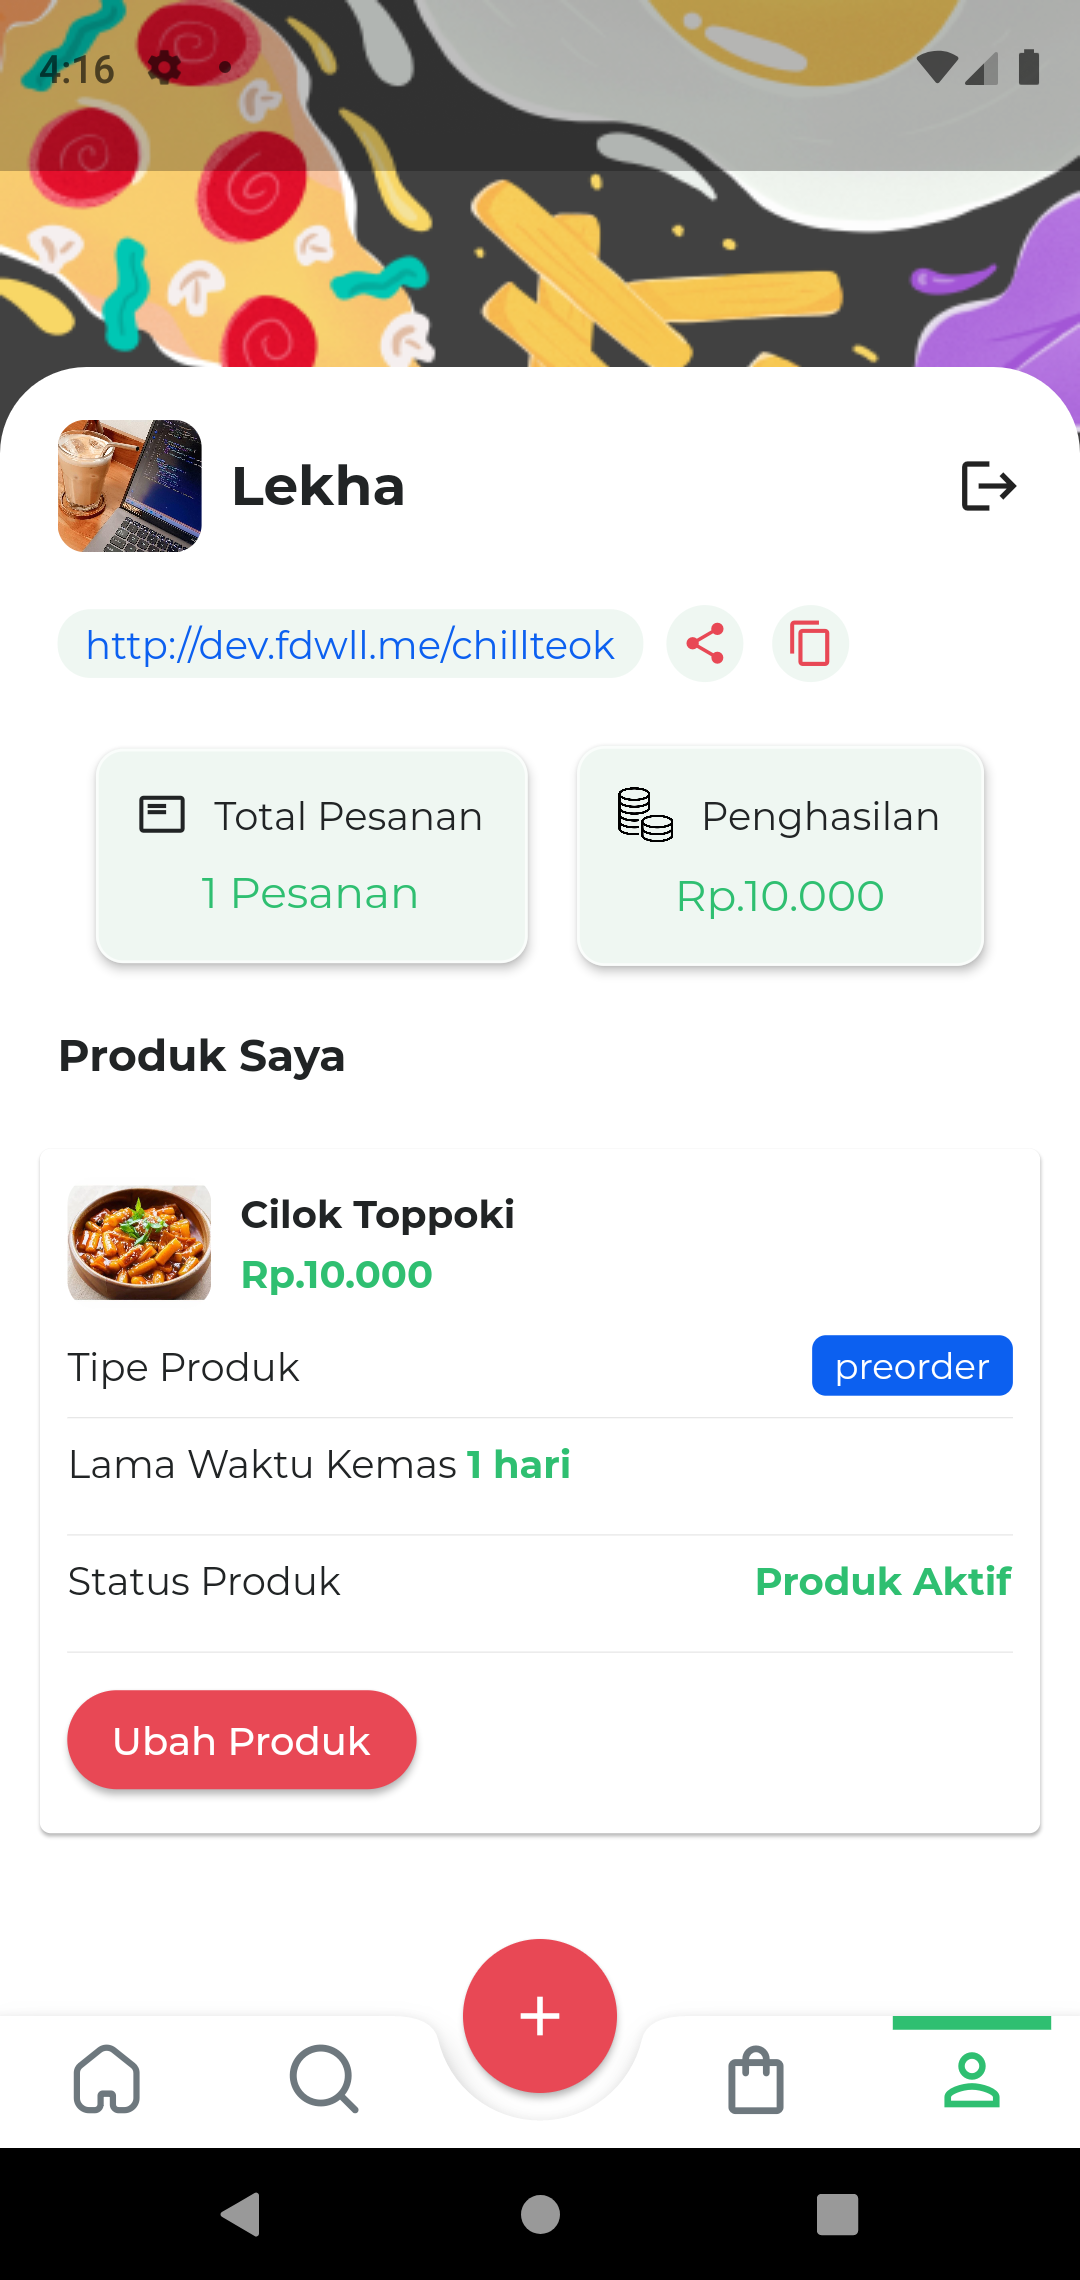 4:16
Lekha
http://dev.fdwll.me/chillteok
Total Pesanan
1 Pesanan
Penghasilan
Rp.10.000
Produk Saya
Cilok Toppoki
Rp.10.000
Tipe Produk
preorder
Lama Waktu Kemas 1 hari
Status Produk
Produk Aktif
Ubah Produk